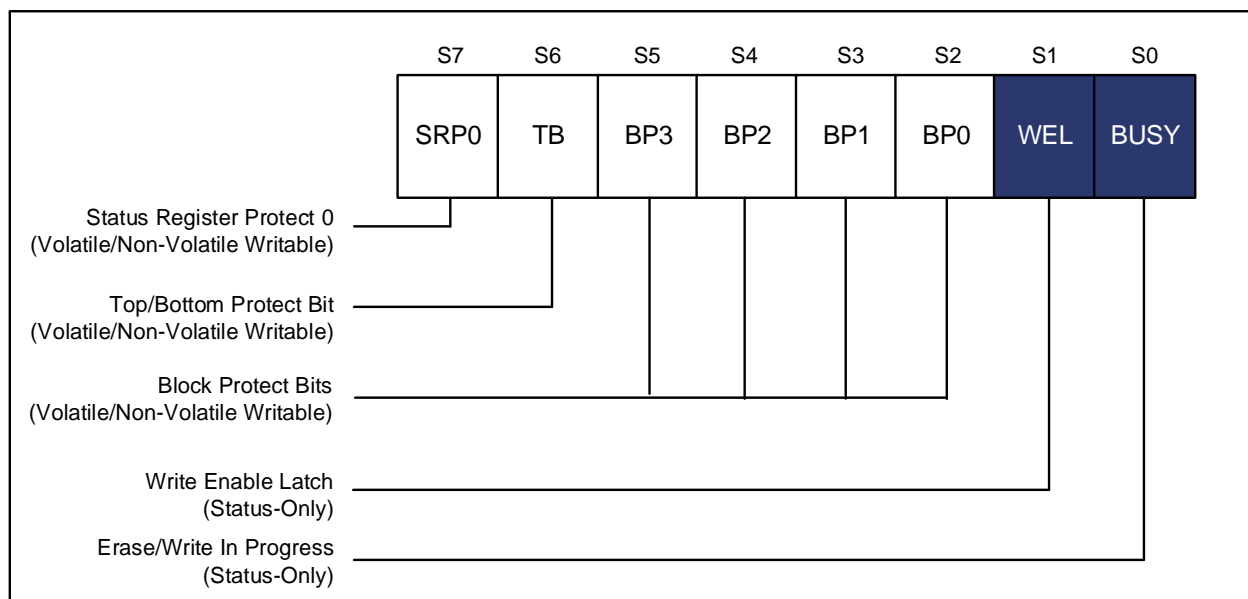 S7 S6 S5 S4 S3 S2 S1 S0
SRP0 TB BP3 BP2 BP1 BP0 WEL BUSY
Status Register Protect 0
(Volatile/Non-Volatile Writable)
Top/Bottom Protect Bit
(Volatile/Non-Volatile Writable)
Block Protect Bits
(Volatile/Non-Volatile Writable)
Write Enable Latch
(Status-Only)
Erase/Write In Progress
(Status-Only)